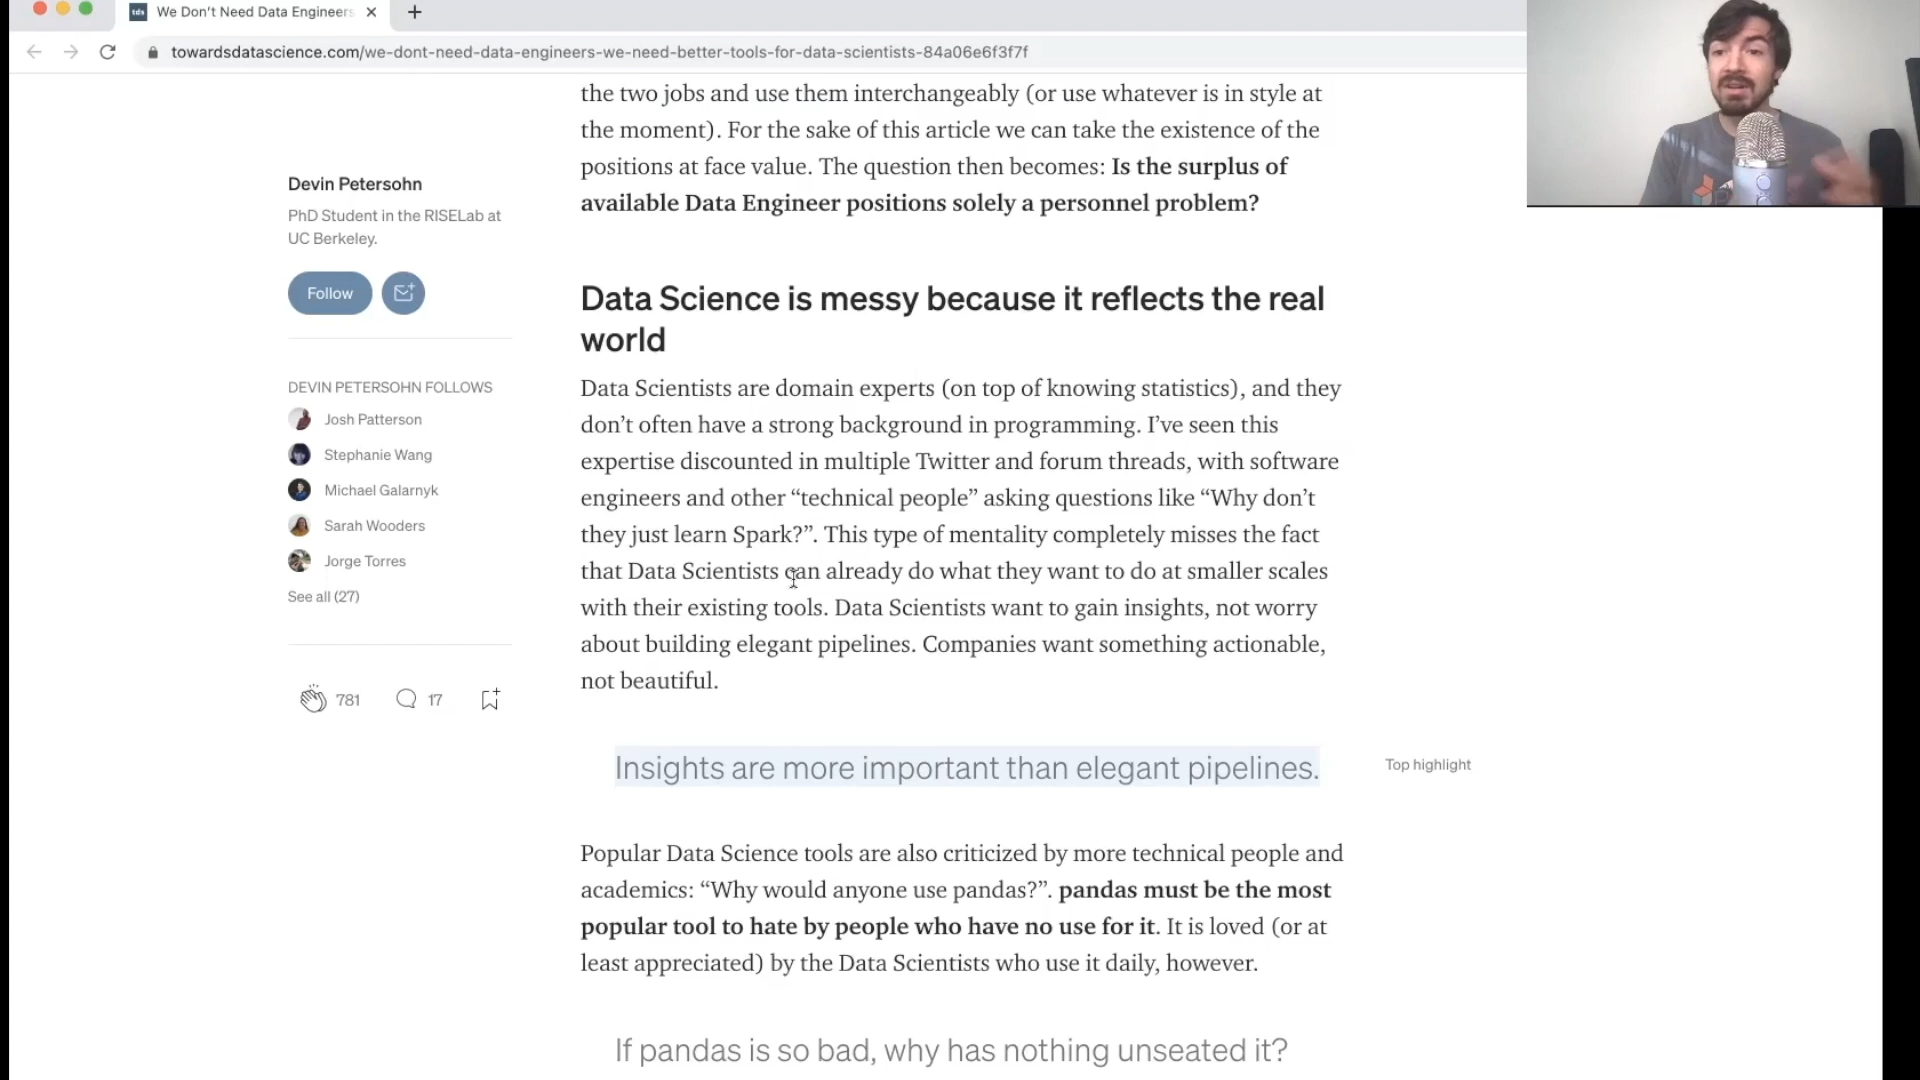 tds We Don't Need Data Engineers
towardsdatascience.com/we-dont-need-data-engineers-we-need-better-tools-for-data-scientists-84a06e6f3f7f
Devin Petersohn
PhD Student in the RISELab at
UC Berkeley.
Follow
DEVIN PETERSOHN FOLLOWS
Josh Patterson
Stephanie Wang
Michael Galarnyk
Sarah Wooders
Jorge Torres
See all (27)
781 17
the two jobs and use them interchangeably (or use whatever is in style at
the moment). For the sake of this article we can take the existence of the
positions at face value. The question then becomes: Is the surplus of
available Data Engineer positions solely a personnel problem?
Data Science is messy because it reflects the real
world
Data Scientists are domain experts (on top of knowing statistics), and they
don't often have a strong background in programming. I've seen this
expertise discounted in multiple Twitter and forum threads, with software
engineers and other “technical people” asking questions like “Why don't
they just learn Spark?”. This type of mentality completely misses the fact
that Data Scientists can already do what they want to do at smaller scales
with their existing tools. Data Scientists want to gain insights, not worry
about building elegant pipelines. Companies want something actionable,
not beautiful.
Insights are more important than elegant pipelines.
Top highlight
Popular Data Science tools are also criticized by more technical people and
academics: “Why would anyone use pandas?”. pandas must be the most
popular tool to hate by people who have no use for it. It is loved (or at
least appreciated) by the Data Scientists who use it daily, however.
If pandas is so bad, why has nothing unseated it?